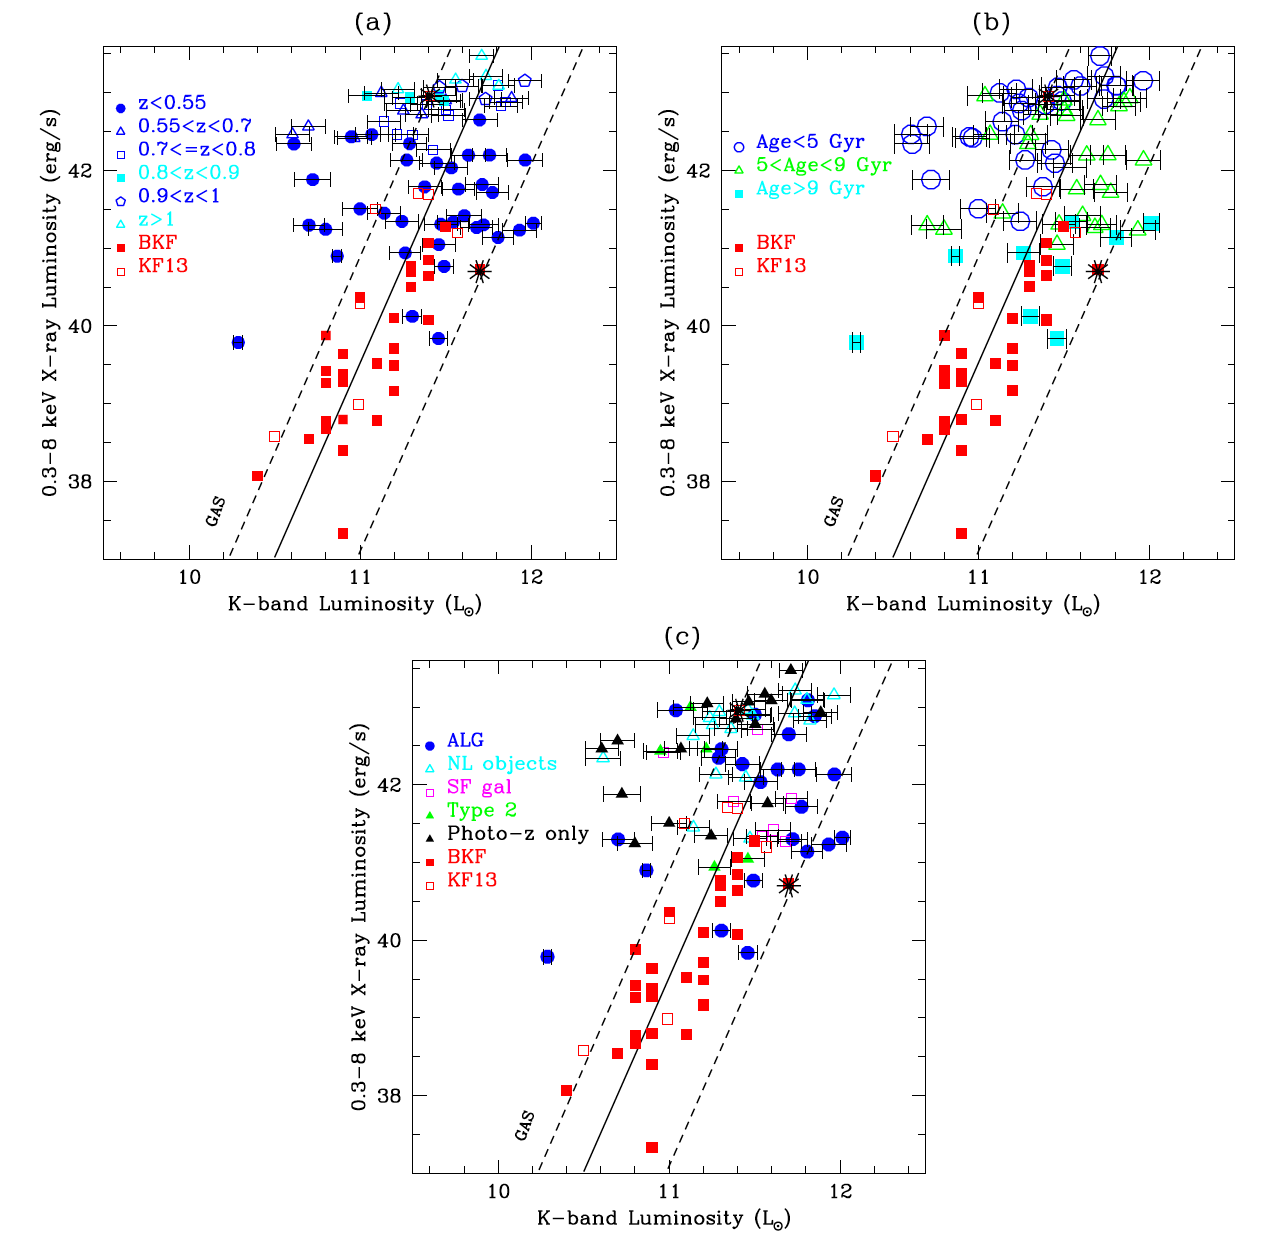 (a)
0.3-8 keV X-ray Luminosity (erg/s)
42
40
38
z<0.55
0.55<z<0.7
0.7<=z<0.8
0.8<z<0.9
0.9<z<1
z>1
BKF
KF13
GAS
10
11
12
K-band Luminosity (L⊙)
(b)
0.3-8 keV X-ray Luminosity (erg/s)
42
40
38
Age<5 Gyr
5<Age<9 Gyr
Age>9 Gyr
BKF
KF13
GAS
10
11
12
K-band Luminosity (L⊙)
(c)
0.3-8 keV X-ray Luminosity (erg/s)
42
40
38
ALG
NL objects
SF gal
Type 2
Photo-z only
BKF
KF13
GAS
10
11
12
K-band Luminosity (L⊙)